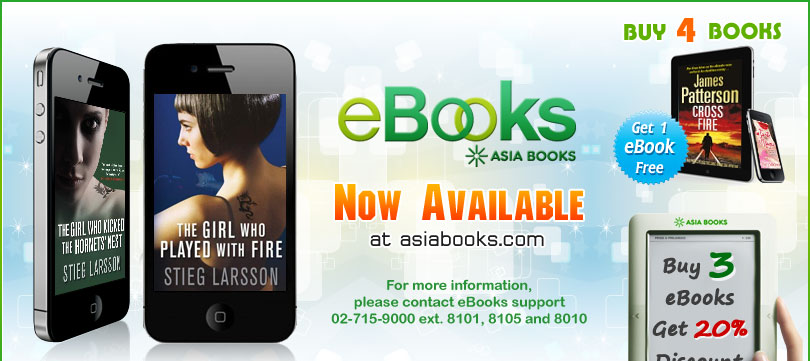 THE GIRL WHO KICKED
THE HORNETS' NEST
STIEG LARSSON
THE GIRL WHO
PLAYED WITH FIRE
STIEG LARSSON
eBooks
ASIA BOOKS
Now Available
at asiabooks.com
For more information,
please contact eBooks support
02-715-9000 ext. 8101, 8105 and 8010
BUY 4 BOOKS
James
Patterson
CROSS
FIRE
Get 1
eBook
Free
ASIA BOOKS
Buy 3
eBooks
Get 20%
Discount